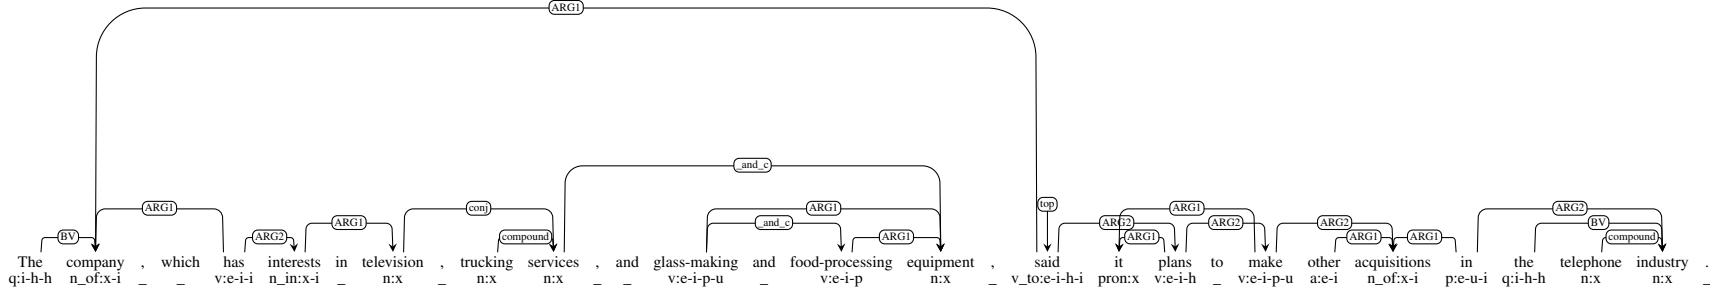 ARG1
_and_c
ARG1 ARG1 conj ARG1 top ARG1 ARG2
BV ARG2 compound _and_c ARG1 ARG2 ARG1 ARG2 ARG2 ARG1 ARG1 BV compound
The company , which has interests in television , trucking services , and glass-making and food-processing equipment , said it plans to make other acquisitions in the telephone industry .
q:i-h-h n_of:x-i _ _ v:e-i-i n_in:x-i _ n:x _ n:x n:x _ _ v:e-i-p-u _ v:e-i-p n:x _ v_to:e-i-h-i pron:x v:e-i-h _ v:e-i-p-u a:e-i n_of:x-i p:e-u-i q:i-h-h n:x n:x _